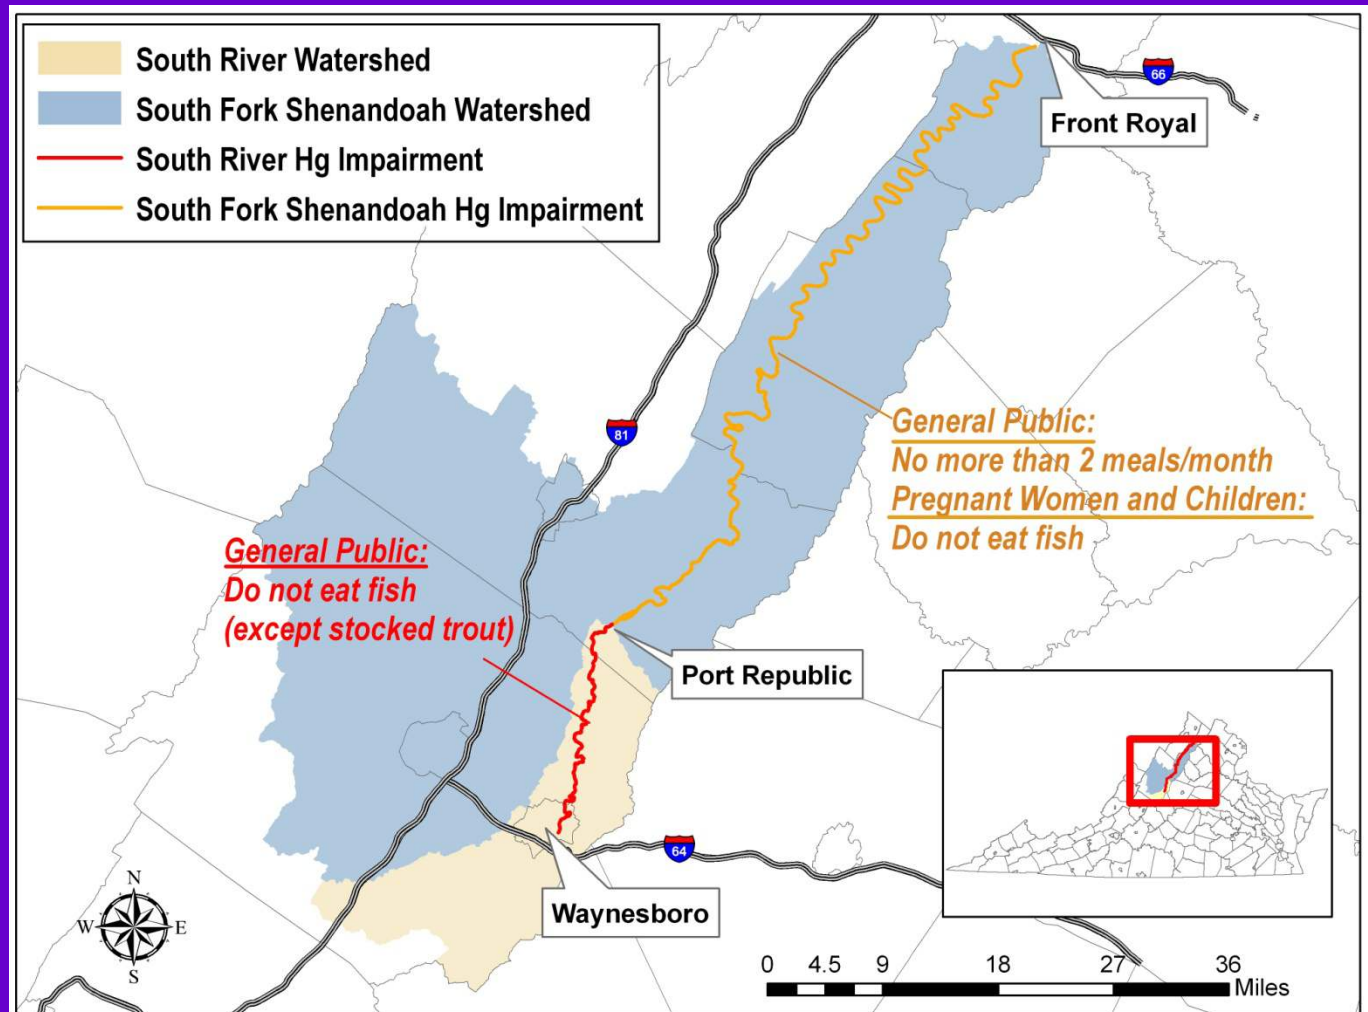 South River Watershed
South Fork Shenandoah Watershed
South River Hg Impairment
South Fork Shenandoah Hg Impairment
66
Front Royal
81
General Public:
No more than 2 meals/month
Pregnant Women and Children:
Do not eat fish
General Public:
Do not eat fish
(except stocked trout)
Port Republic
64
Waynesboro
N
W E
S
0 4.5 9 18 27 36
Miles